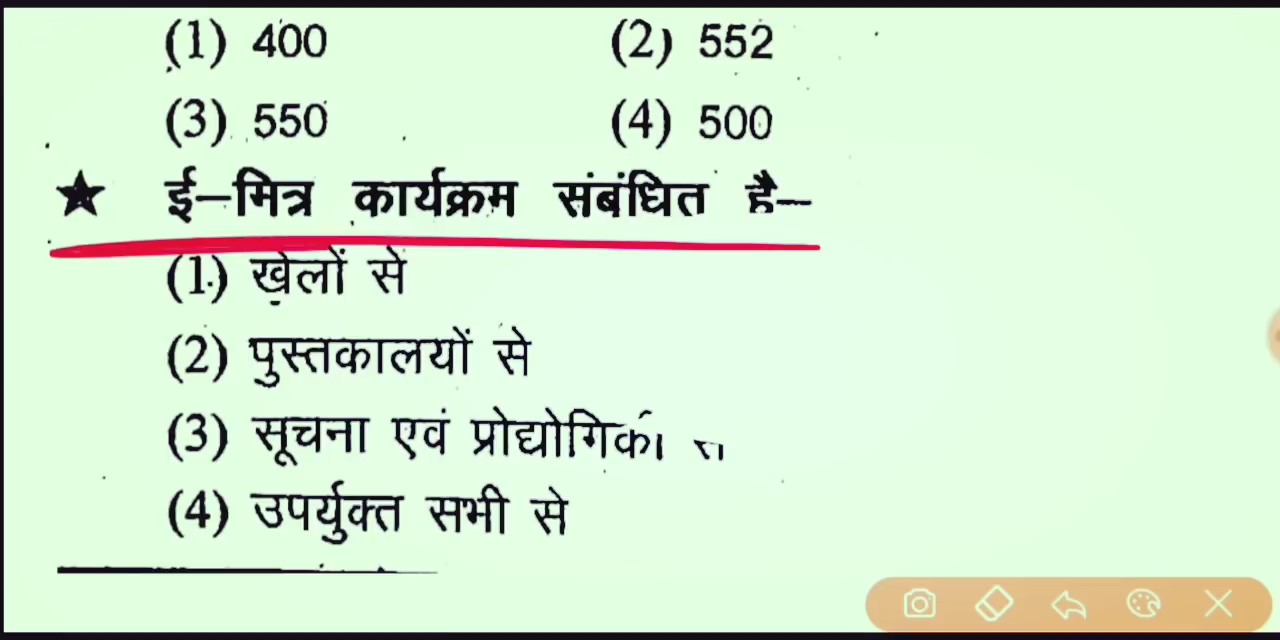 (1) 400 (2) 552
(3) 550 (4) 500
★ ई–मित्र कार्यक्रम संबंधित है–
(1) खेलों से
(2) पुस्तकालयों से
(3) सूचना एवं प्रोद्योगिकी
(4) उपर्युक्त सभी से